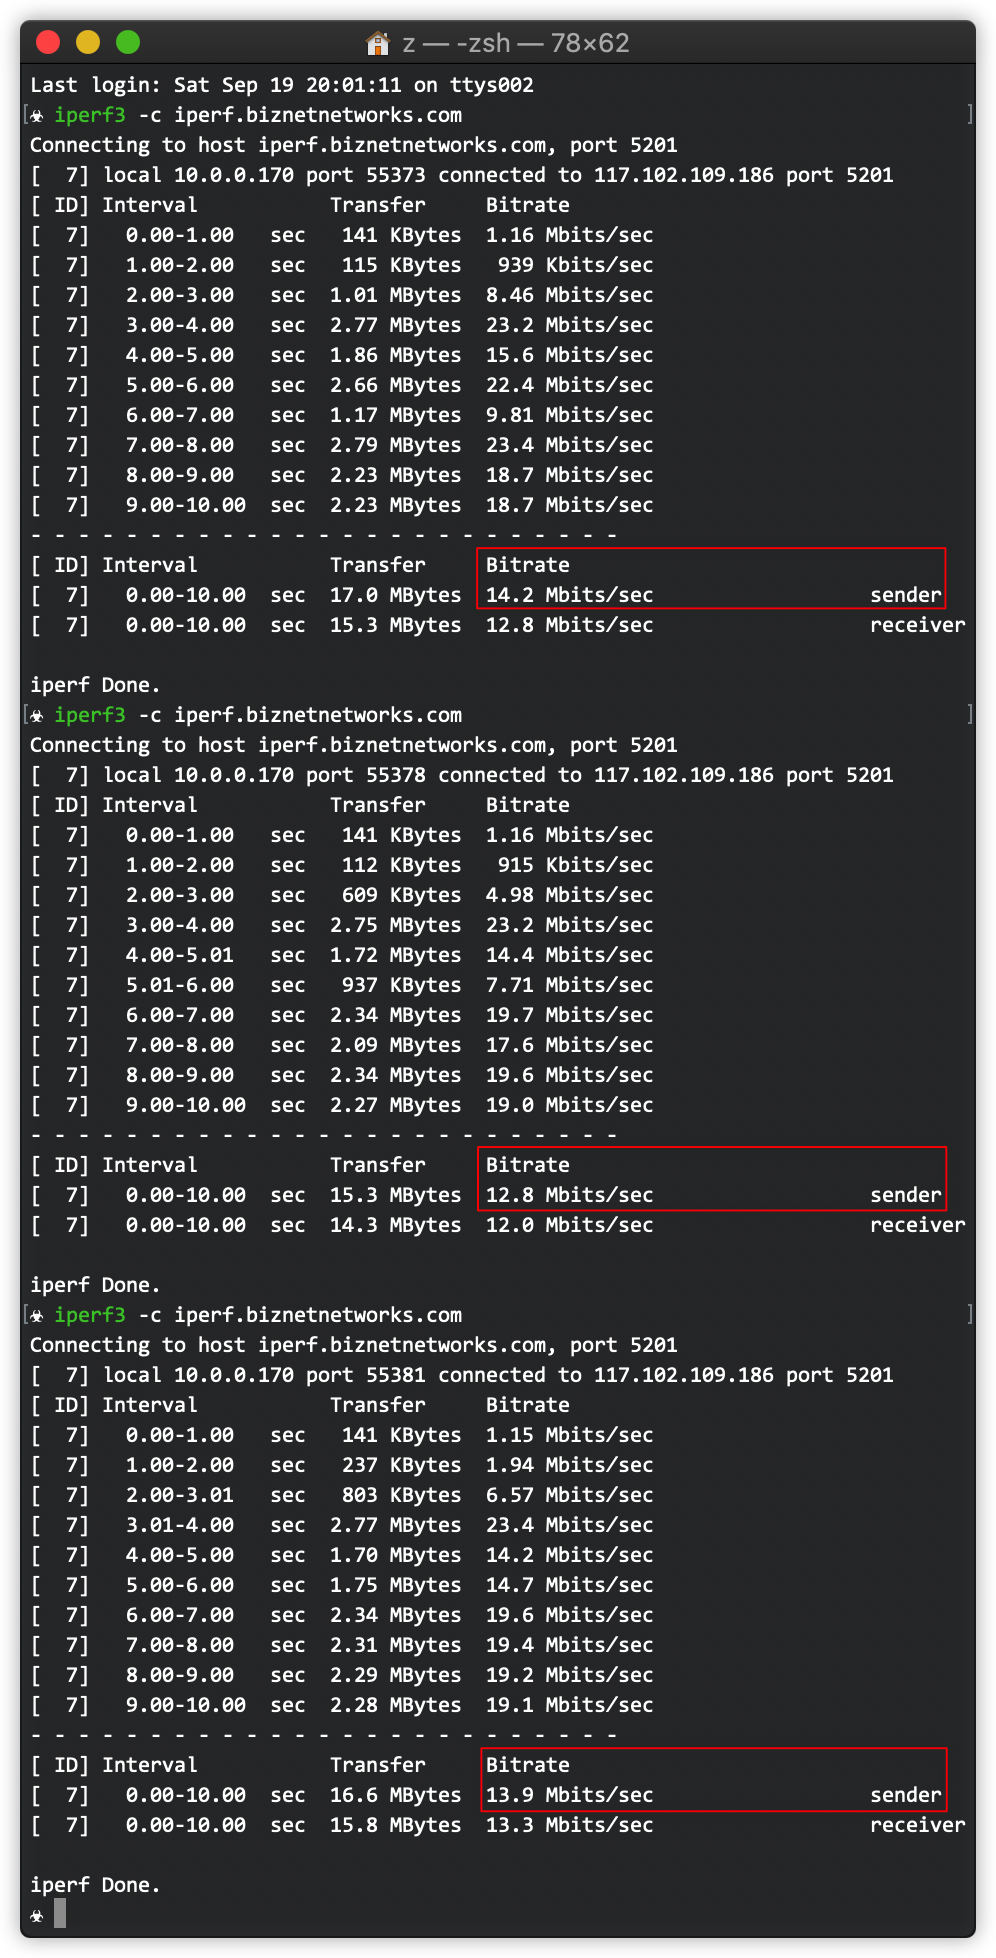 z — -zsh — 78×62
Last login: Sat Sep 19 20:01:11 on ttys002
[☣ iperf3 -c iperf.biznetnetworks.com ]
Connecting to host iperf.biznetnetworks.com, port 5201
[  7] local 10.0.0.170 port 55373 connected to 117.102.109.186 port 5201
[ ID] Interval           Transfer     Bitrate
[  7]   0.00-1.00   sec   141 KBytes  1.16 Mbits/sec
[  7]   1.00-2.00   sec   115 KBytes   939 Kbits/sec
[  7]   2.00-3.00   sec  1.01 MBytes  8.46 Mbits/sec
[  7]   3.00-4.00   sec  2.77 MBytes  23.2 Mbits/sec
[  7]   4.00-5.00   sec  1.86 MBytes  15.6 Mbits/sec
[  7]   5.00-6.00   sec  2.66 MBytes  22.4 Mbits/sec
[  7]   6.00-7.00   sec  1.17 MBytes  9.81 Mbits/sec
[  7]   7.00-8.00   sec  2.79 MBytes  23.4 Mbits/sec
[  7]   8.00-9.00   sec  2.23 MBytes  18.7 Mbits/sec
[  7]   9.00-10.00  sec  2.23 MBytes  18.7 Mbits/sec
- - - - - - - - - - - - - - - - - - - - - - - - -
[ ID] Interval           Transfer     Bitrate
[  7]   0.00-10.00  sec  17.0 MBytes  14.2 Mbits/sec                  sender
[  7]   0.00-10.00  sec  15.3 MBytes  12.8 Mbits/sec                  receiver
iperf Done.
[☣ iperf3 -c iperf.biznetnetworks.com ]
Connecting to host iperf.biznetnetworks.com, port 5201
[  7] local 10.0.0.170 port 55378 connected to 117.102.109.186 port 5201
[ ID] Interval           Transfer     Bitrate
[  7]   0.00-1.00   sec   141 KBytes  1.16 Mbits/sec
[  7]   1.00-2.00   sec   112 KBytes   915 Kbits/sec
[  7]   2.00-3.00   sec   609 KBytes  4.98 Mbits/sec
[  7]   3.00-4.00   sec  2.75 MBytes  23.2 Mbits/sec
[  7]   4.00-5.01   sec  1.72 MBytes  14.4 Mbits/sec
[  7]   5.01-6.00   sec   937 KBytes  7.71 Mbits/sec
[  7]   6.00-7.00   sec  2.34 MBytes  19.7 Mbits/sec
[  7]   7.00-8.00   sec  2.09 MBytes  17.6 Mbits/sec
[  7]   8.00-9.00   sec  2.34 MBytes  19.6 Mbits/sec
[  7]   9.00-10.00  sec  2.27 MBytes  19.0 Mbits/sec
- - - - - - - - - - - - - - - - - - - - - - - - -
[ ID] Interval           Transfer     Bitrate
[  7]   0.00-10.00  sec  15.3 MBytes  12.8 Mbits/sec                  sender
[  7]   0.00-10.00  sec  14.3 MBytes  12.0 Mbits/sec                  receiver
iperf Done.
[☣ iperf3 -c iperf.biznetnetworks.com ]
Connecting to host iperf.biznetnetworks.com, port 5201
[  7] local 10.0.0.170 port 55381 connected to 117.102.109.186 port 5201
[ ID] Interval           Transfer     Bitrate
[  7]   0.00-1.00   sec   141 KBytes  1.15 Mbits/sec
[  7]   1.00-2.00   sec   237 KBytes  1.94 Mbits/sec
[  7]   2.00-3.01   sec   803 KBytes  6.57 Mbits/sec
[  7]   3.01-4.00   sec  2.77 MBytes  23.4 Mbits/sec
[  7]   4.00-5.00   sec  1.70 MBytes  14.2 Mbits/sec
[  7]   5.00-6.00   sec  1.75 MBytes  14.7 Mbits/sec
[  7]   6.00-7.00   sec  2.34 MBytes  19.6 Mbits/sec
[  7]   7.00-8.00   sec  2.31 MBytes  19.4 Mbits/sec
[  7]   8.00-9.00   sec  2.29 MBytes  19.2 Mbits/sec
[  7]   9.00-10.00  sec  2.28 MBytes  19.1 Mbits/sec
- - - - - - - - - - - - - - - - - - - - - - - - -
[ ID] Interval           Transfer     Bitrate
[  7]   0.00-10.00  sec  16.6 MBytes  13.9 Mbits/sec                  sender
[  7]   0.00-10.00  sec  15.8 MBytes  13.3 Mbits/sec                  receiver
iperf Done.
☣